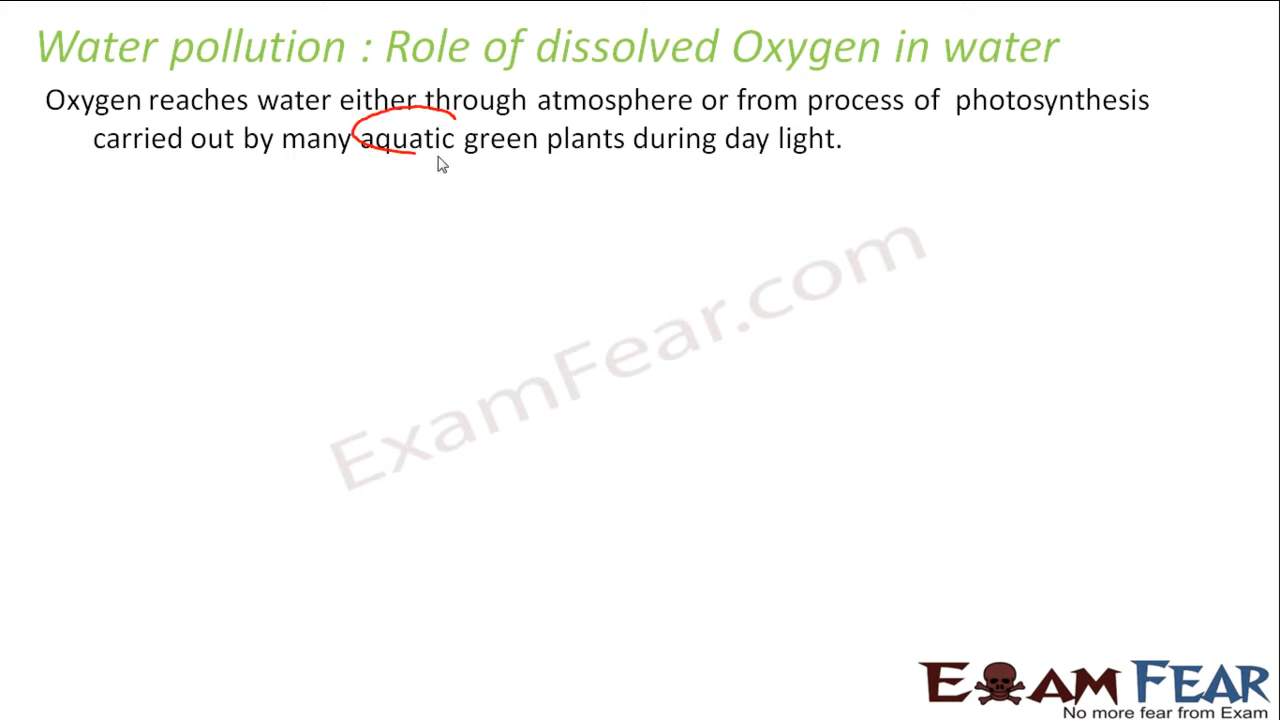 Water pollution : Role of dissolved Oxygen in water
Oxygen reaches water either through atmosphere or from process of photosynthesis
carried out by many aquatic green plants during day light.
ExamFear.com
EXAM FEAR
No more fear from Exam